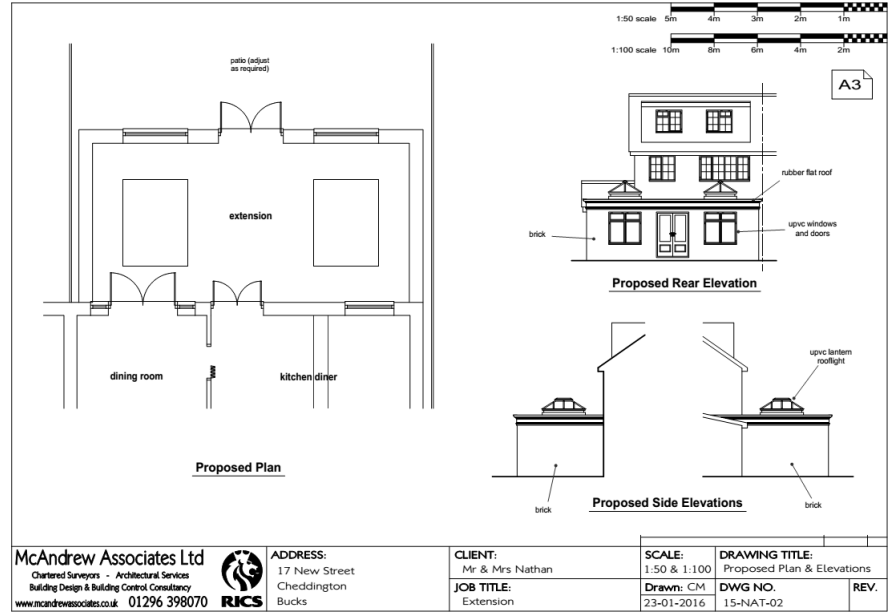 1:50 scale 5m 4m 3m 2m 1m
1:100 scale 10m 8m 6m 4m 2m
A3
patio (adjust
as required)
extension
dining room
kitchen diner
Proposed Plan
rubber flat roof
upvc windows
and doors
brick
Proposed Rear Elevation
upvc lantern
rooflight
brick
brick
Proposed Side Elevations
McAndrew Associates Ltd
Chartered Surveyors - Architectural Services
Building Design & Building Control Consultancy
www.mcandrewassociates.co.uk 01296 398070
RICS
ADDRESS:
17 New Street
Cheddington
Bucks
CLIENT:
Mr & Mrs Nathan
JOB TITLE:
Extension
SCALE:
1:50 & 1:100
Drawn: CM
23-01-2016
DRAWING TITLE:
Proposed Plan & Elevations
DWG NO.
15-NAT-02
REV.